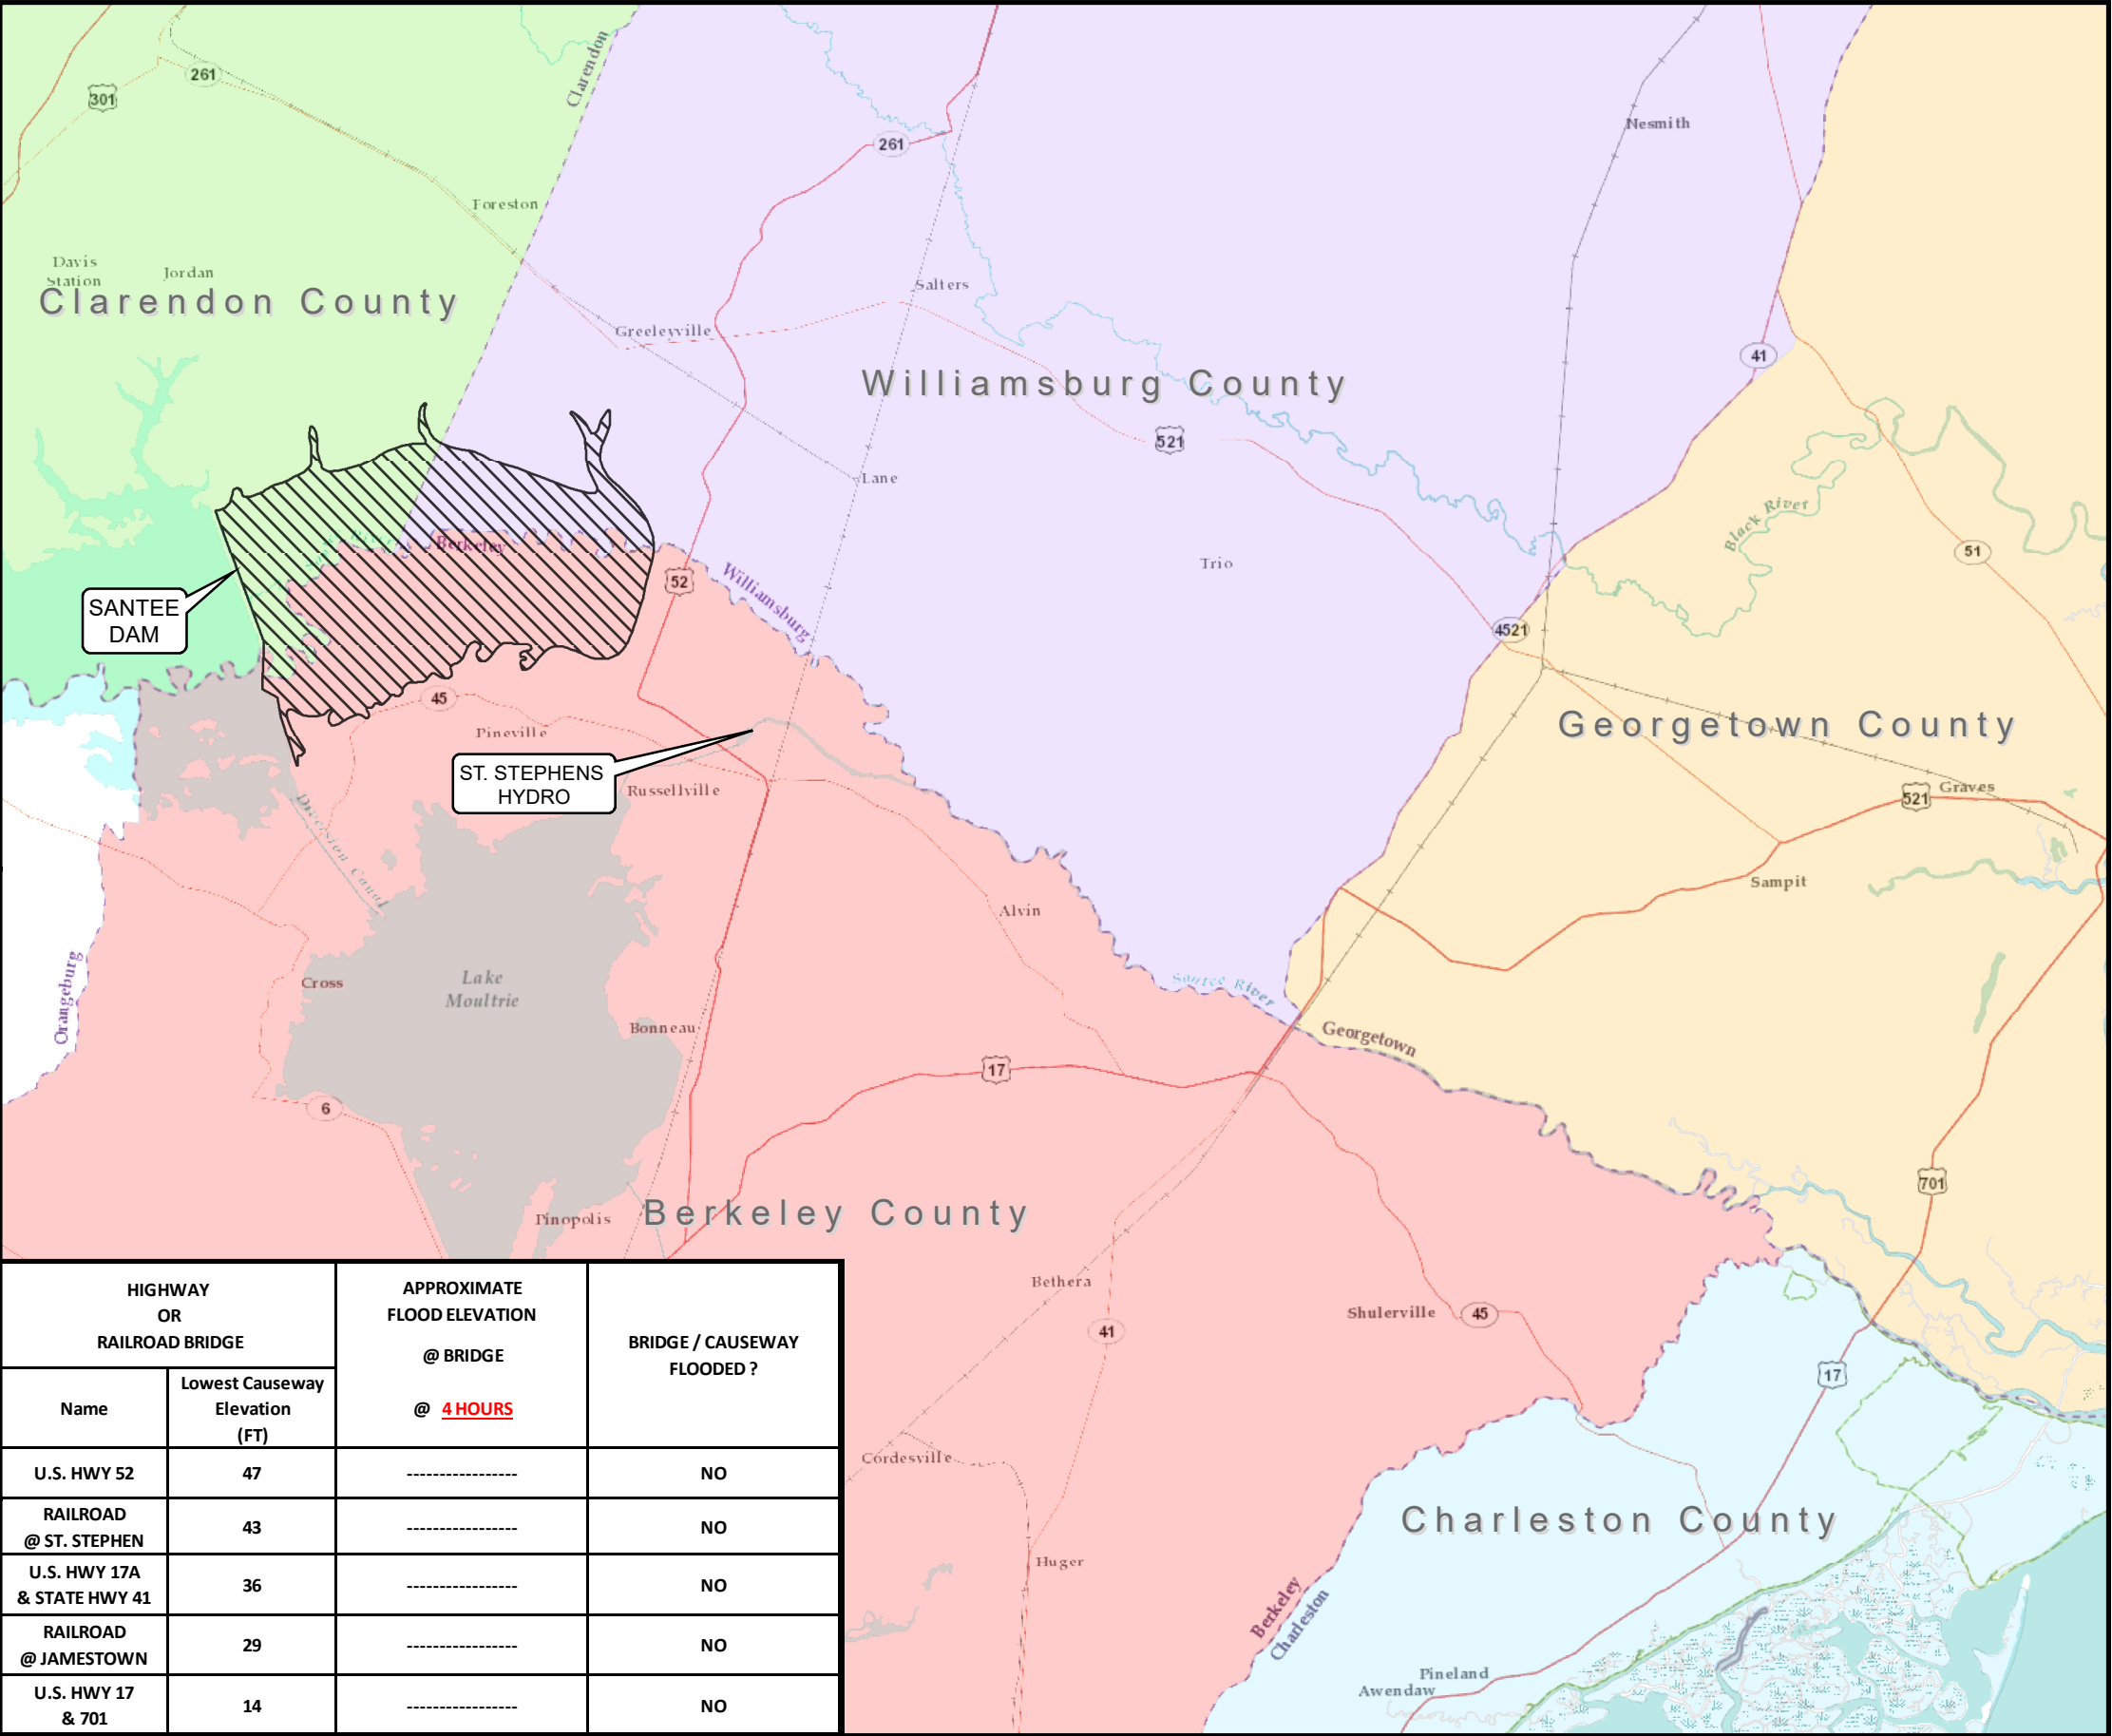 261
301
Clarendon
261
Nesmith
Foreston
Davis
Station
Jordan
Clarendon County
Salters
Greeleyville
41
Williamsburg County
521
Lane
Black River
51
Berkeley
Trio
52
Williamsburg
SANTEE
DAM
4521
45
Pineville
Georgetown County
ST. STEPHENS
HYDRO
Russellville
521
Graves
Diversion Canal
Sampit
Alvin
Orangeburg
Cross
Lake
Moultrie
Santee River
Bonneau
Georgetown
17
6
701
Pinopolis
Berkeley County
Bethera
Shulerville
45
41
17
Cordesville
Charleston County
Huger
Berkeley
Charleston
Pineland
Awendaw
HIGHWAY
OR
RAILROAD BRIDGE
APPROXIMATE
FLOOD ELEVATION
@ BRIDGE
@ 4 HOURS
BRIDGE / CAUSEWAY
FLOODED ?
Name
Lowest Causeway
Elevation
(FT)
U.S. HWY 52 47 ----------------- NO
RAILROAD
@ ST. STEPHEN 43 ----------------- NO
U.S. HWY 17A
& STATE HWY 41 36 ----------------- NO
RAILROAD
@ JAMESTOWN 29 ----------------- NO
U.S. HWY 17
& 701 14 ----------------- NO